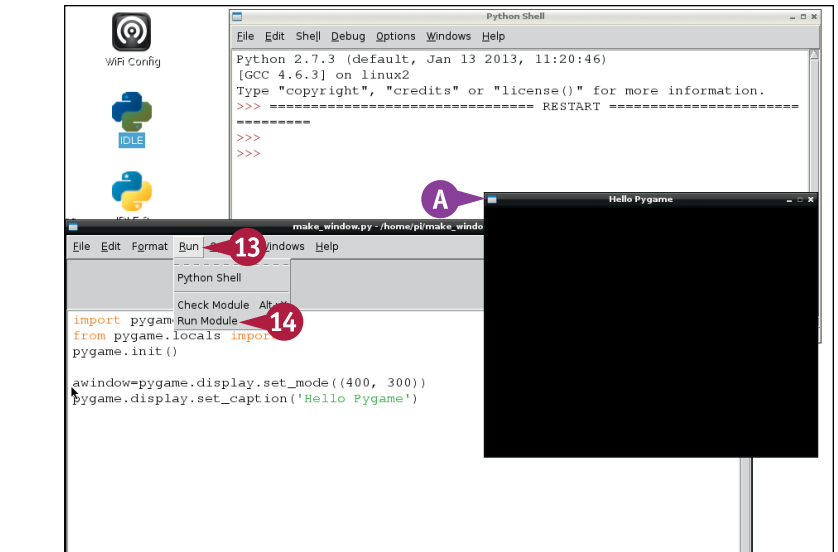 WiFi Config
IDLE
Python Shell
File Edit Shell Debug Options Windows Help
Python 2.7.3 (default, Jan 13 2013, 11:20:46)
[GCC 4.6.3] on linux2
Type "copyright", "credits" or "license()" for more information.
>>> ================================ RESTART =======================
=========
>>>
>>>
A
Hello Pygame
make_window.py - /home/pi/make_windo
File Edit Format Run Windows Help
13
Python Shell
Check Module
Run Module
14
import
from pygame.locals
pygame.init()
awindow=pygame.display.set_mode((400, 300))
pygame.display.set_caption('Hello Pygame')